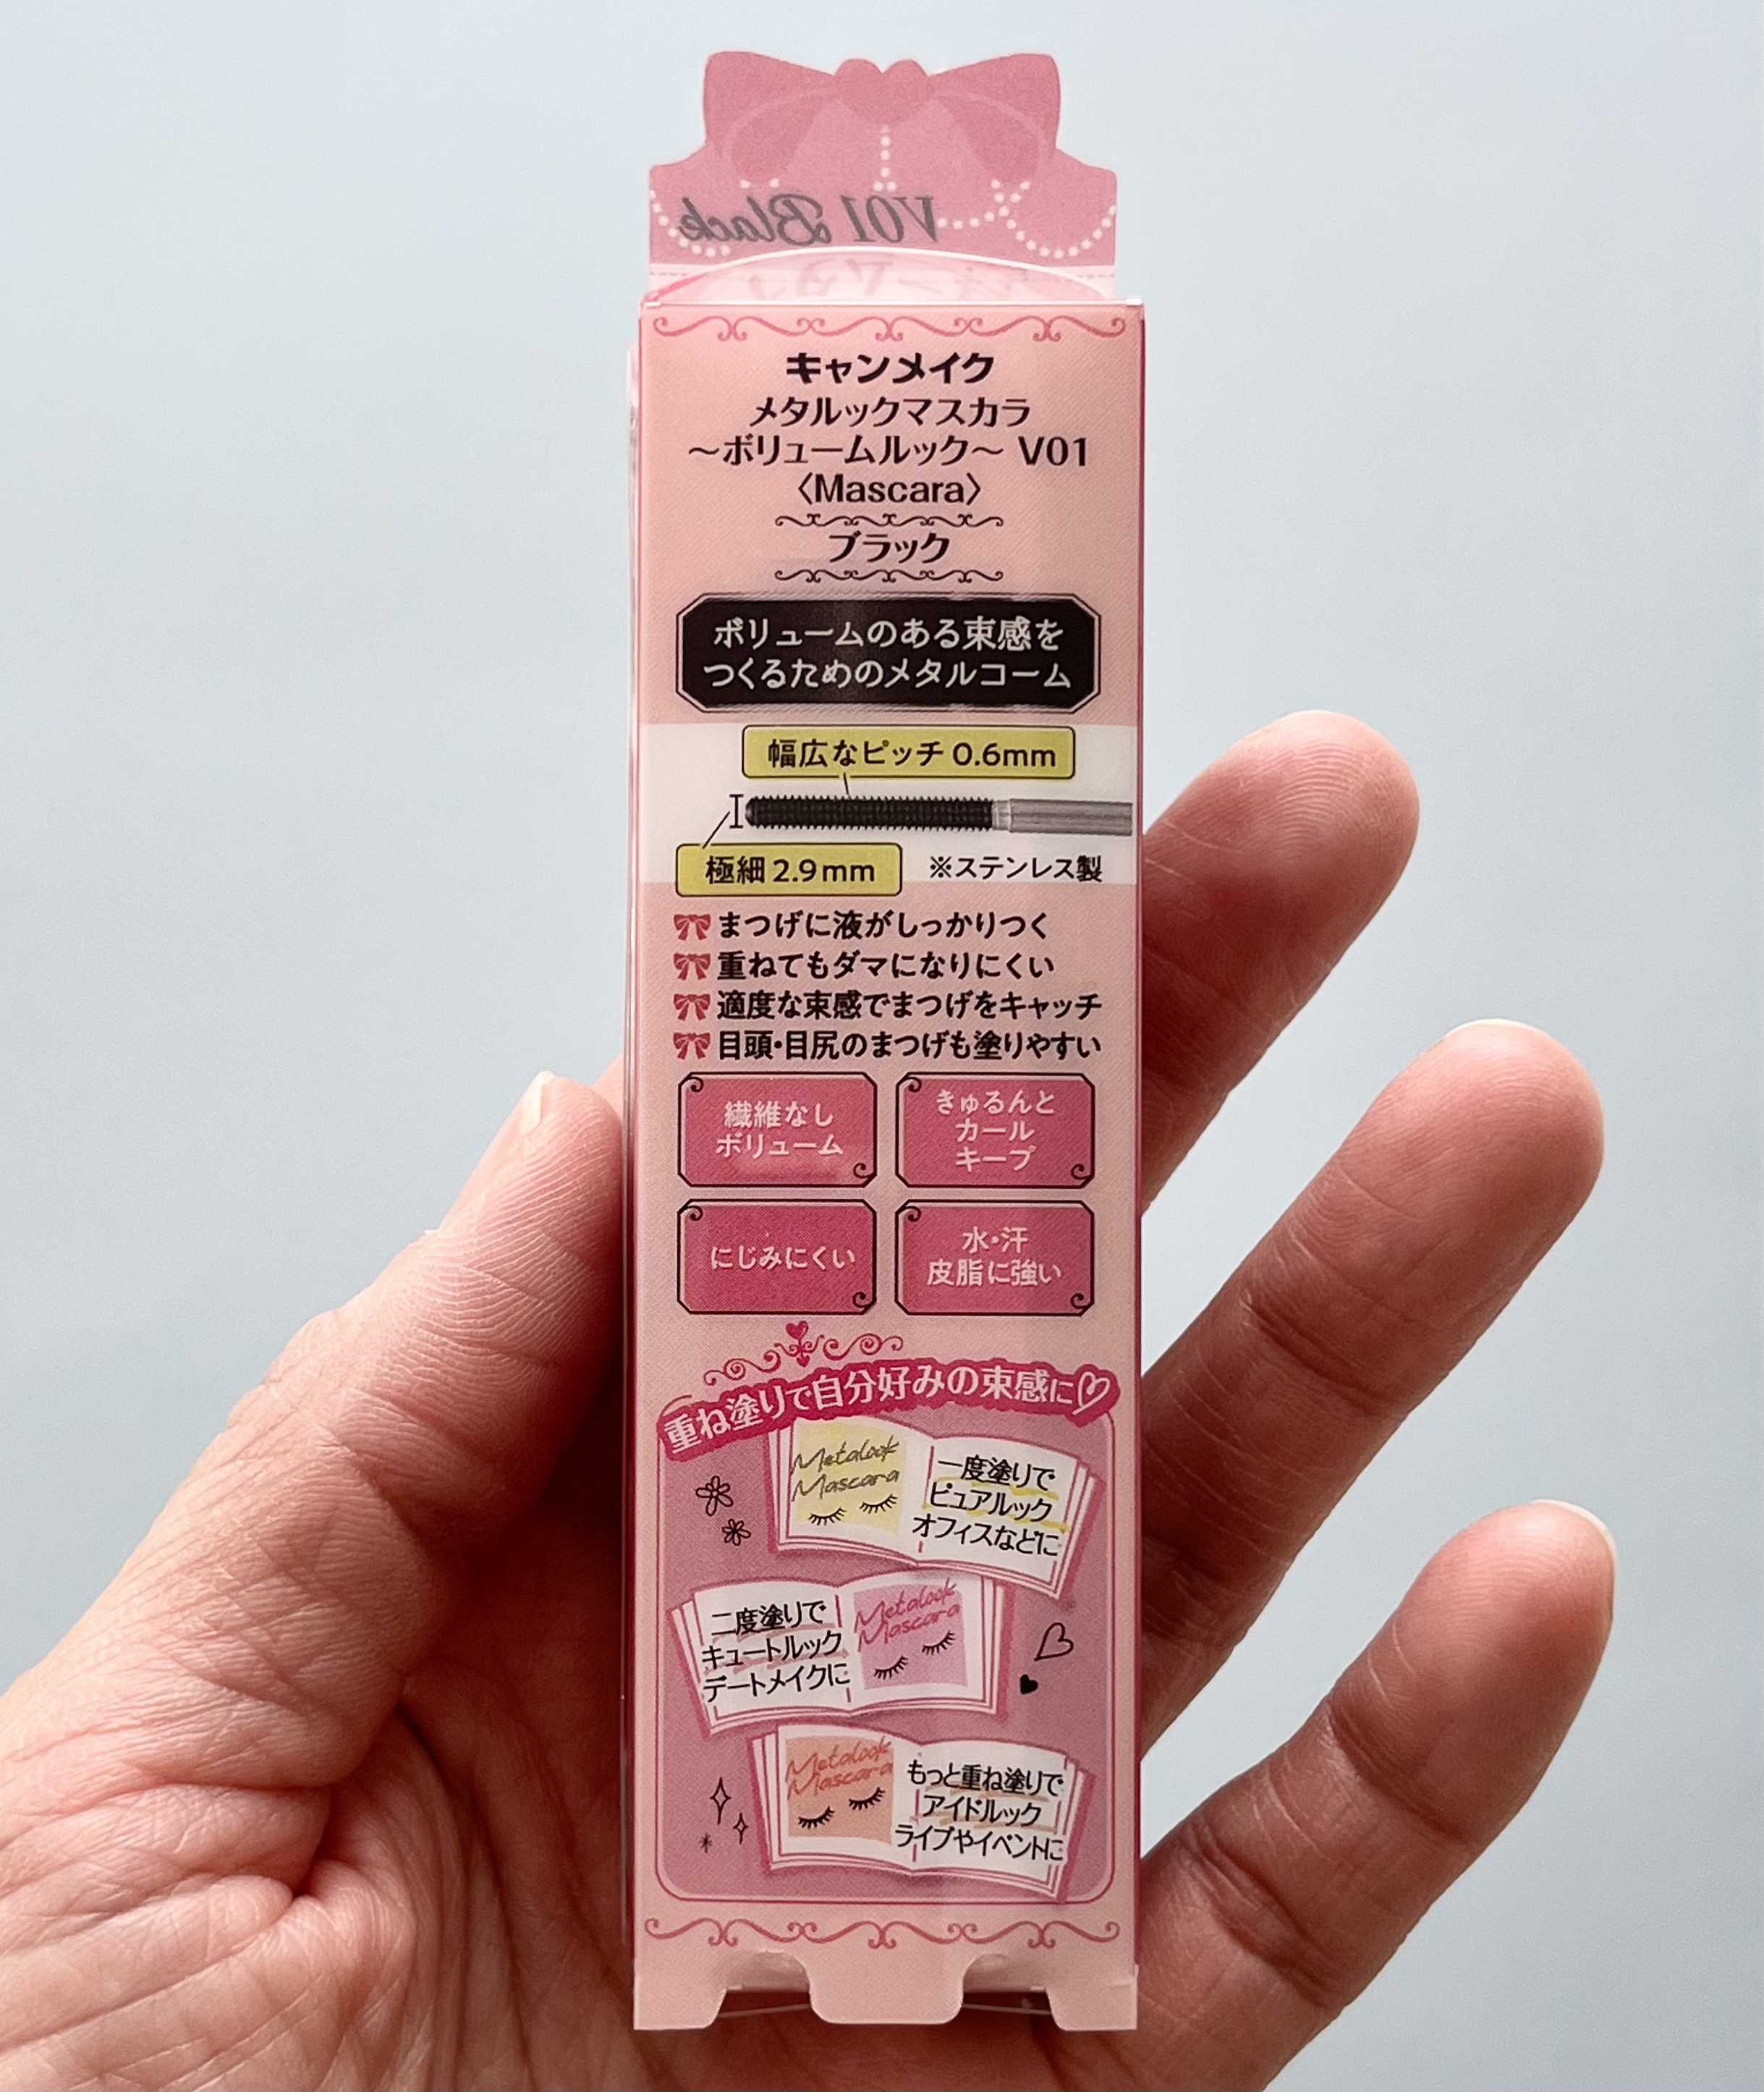 V01 Black
キャンメイク
メタルックマスカラ
～ボリュームルック～ V01
〈Mascara〉
ブラック
ボリュームのある束感を
つくるためのメタルコーム
幅広なピッチ 0.6mm
極細 2.9mm
※ステンレス製
まつげに液がしっかりつく
重ねてもダマになりにくい
適度な束感でまつげをキャッチ
目頭・目尻のまつげも塗りやすい
繊維なし
ボリューム
きゅるんと
カール
キープ
にじみにくい
水・汗
皮脂に強い
重ね塗りで自分好みの束感に♡
Metalook
Mascara
一度塗りで
ピュアルック
オフィスなどに
二度塗りで
キュートルック
デートメイクに
Metalook
Mascara
Metalook
Mascara
もっと重ね塗りで
アイドルック
ライブやイベントに